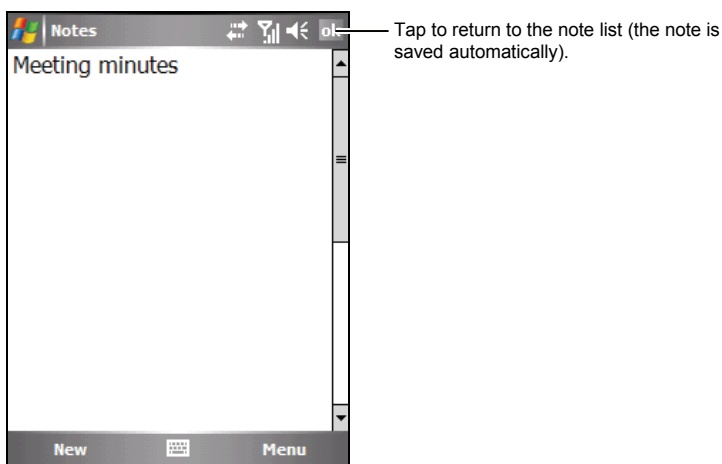 Notes
ok
Tap to return to the note list (the note is
saved automatically).
Meeting minutes
New
Menu